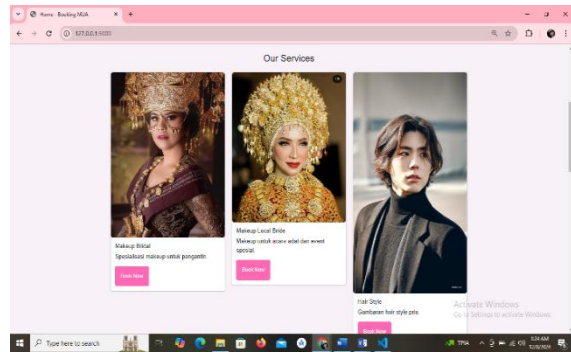 Home - Booking MUA
127.0.0.1:5000
Our Services
Makeup Brical
Spesialisasi makeup untuk pengantin
Book Now
Makeup Local Bride
Makeup untuk acara adat dan event
spesial.
Book Now
Hair Style
Gambaran hair style pria.
Book Now
Activate Windows
Go to Settings to activate Windows.
Type here to search
TPIA